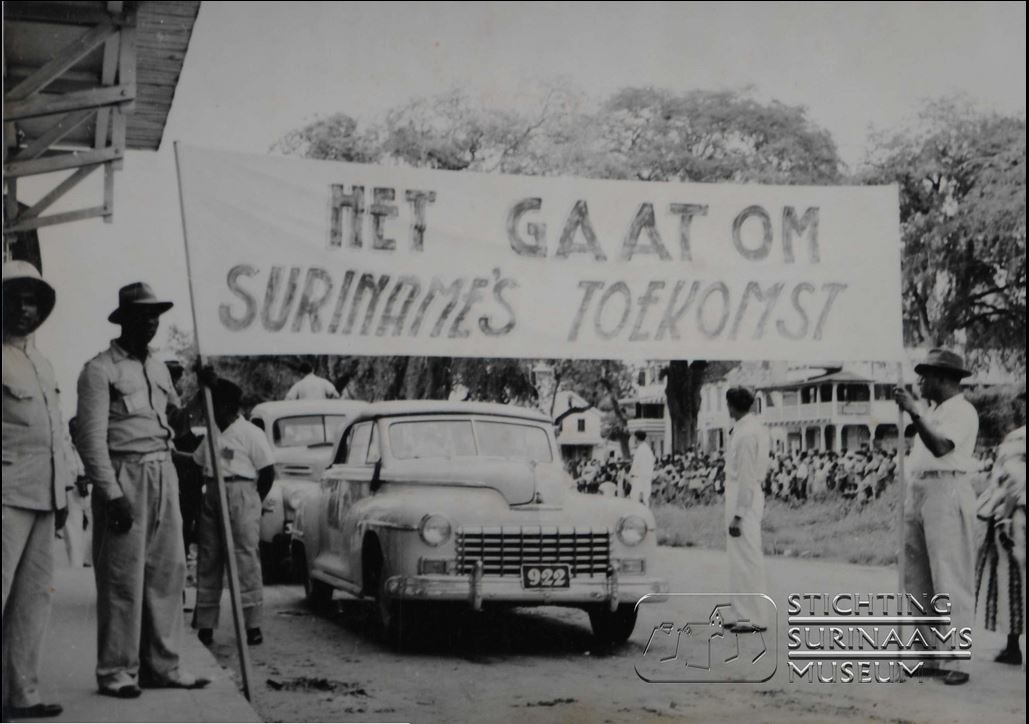 HET GAAT OM
SURINAME'S TOEKOMST
922
STICHTING
SURINAAMS
MUSEUM